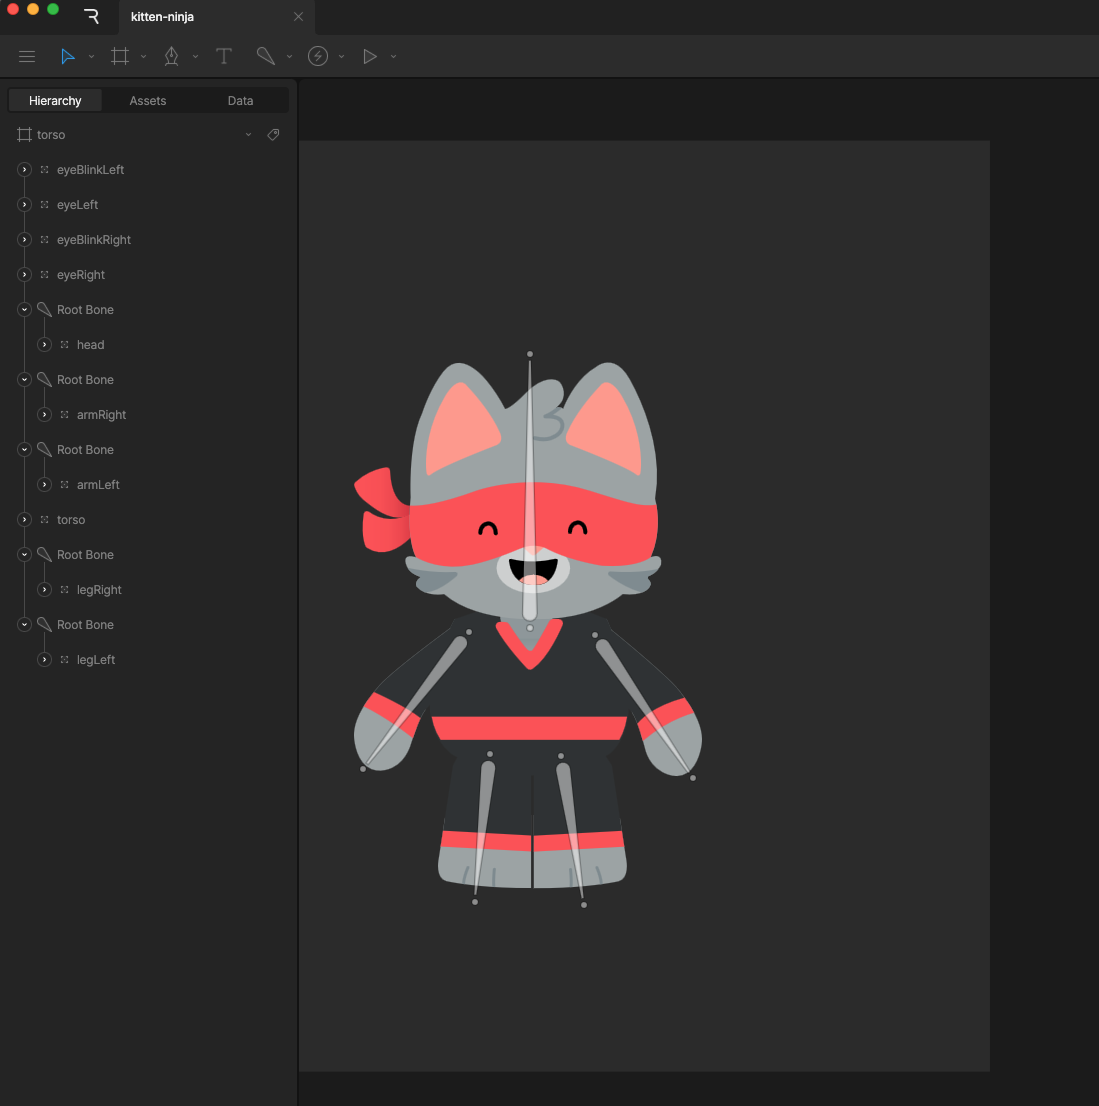 kitten-ninja
Hierarchy Assets Data
torso
eyeBlinkLeft
eyeLeft
eyeBlinkRight
eyeRight
Root Bone
head
Root Bone
armRight
Root Bone
armLeft
torso
Root Bone
legRight
Root Bone
legLeft